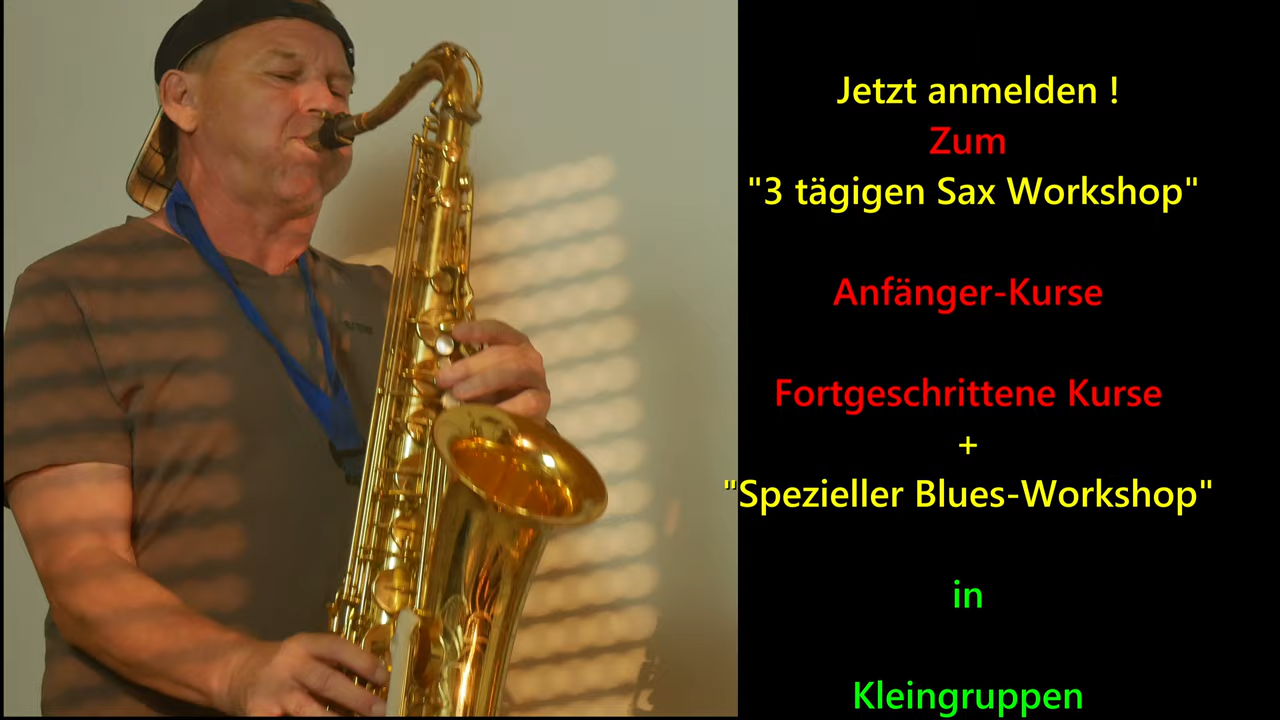 Jetzt anmelden !
Zum
"3 tägigen Sax Workshop"
Anfänger-Kurse
Fortgeschrittene Kurse
+
"Spezieller Blues-Workshop"
in
Kleingruppen